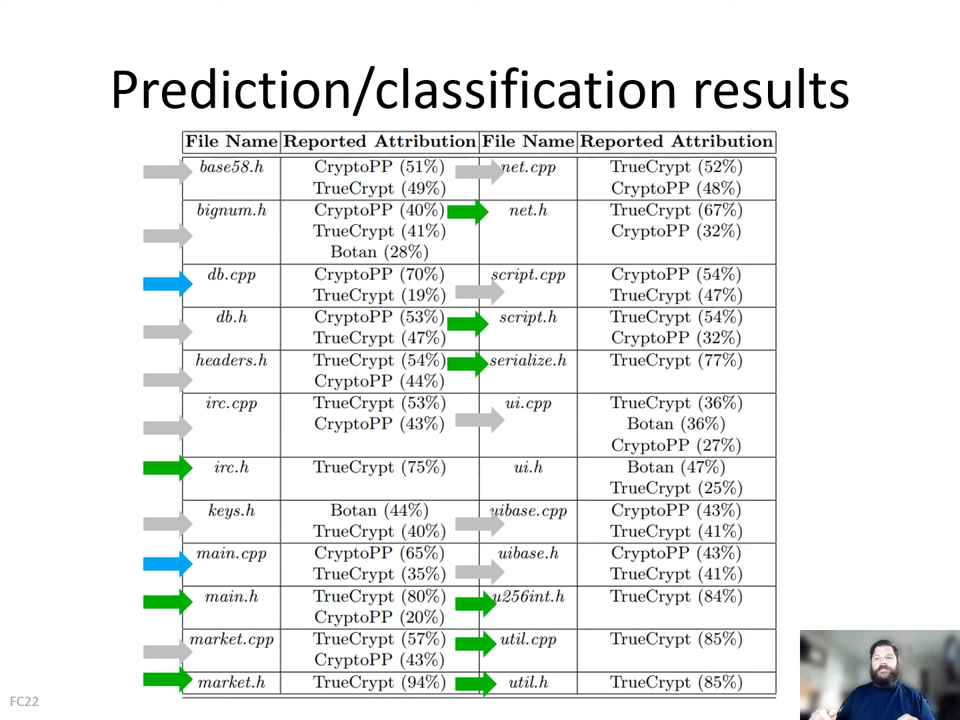 Prediction/classification results
File Name Reported Attribution File Name Reported Attribution
base58.h CryptoPP (51%) net.cpp TrueCrypt (52%)
TrueCrypt (49%) CryptoPP (48%)
bignum.h CryptoPP (40%) net.h TrueCrypt (67%)
TrueCrypt (41%) CryptoPP (32%)
Botan (28%)
db.cpp CryptoPP (70%) script.cpp CryptoPP (54%)
TrueCrypt (19%) TrueCrypt (47%)
db.h CryptoPP (53%) script.h TrueCrypt (54%)
TrueCrypt (47%) CryptoPP (32%)
headers.h TrueCrypt (54%) serialize.h TrueCrypt (77%)
CryptoPP (44%)
irc.cpp TrueCrypt (53%) ui.cpp TrueCrypt (36%)
CryptoPP (43%) Botan (36%)
CryptoPP (27%)
irc.h TrueCrypt (75%) ui.h Botan (47%)
TrueCrypt (25%)
keys.h Botan (44%) uibase.cpp CryptoPP (43%)
TrueCrypt (40%) TrueCrypt (41%)
main.cpp CryptoPP (65%) uibase.h CryptoPP (43%)
TrueCrypt (35%) TrueCrypt (41%)
main.h TrueCrypt (80%) u256int.h TrueCrypt (84%)
CryptoPP (20%)
market.cpp TrueCrypt (57%) util.cpp TrueCrypt (85%)
CryptoPP (43%)
market.h TrueCrypt (94%) util.h TrueCrypt (85%)
FC22